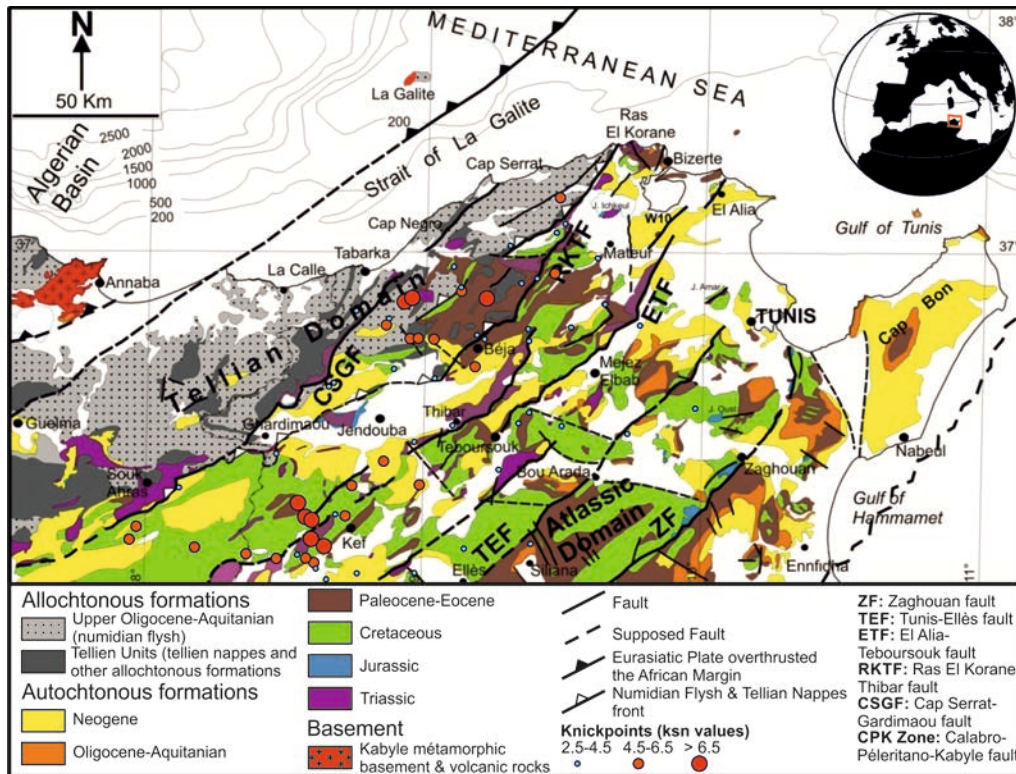 MEDITERRANEAN SEA
38°
N
50 Km
La Galite
200
Ras
El Korane
Bizerte
Strait of La Galite
Cap Serrat
Algerian
Basin
2500
2000
1500
1000
500
200
J. Ichkeul
W10
El Alia
Cap Negro
Gulf of Tunis
37°
37
Tabarka
RKTF
Mateur
Annaba
La Calle
ETF
J. Amar
TUNIS
Cap Bon
Tellian Domain
CSGF
Béja
Mejez
Elbab
Guelma
Ghardimaou
Jendouba
Thibar
Teboursouk
J. Oust
Nabeul
Souk
Ahras
Bou Arada
Zaghouan
Gulf of
Hammamet
Kef
TEF
Atlassic
Domain
ZF
Ellès
Siliana
Ennficha
8°
11°
Allochtonous formations
Upper Oligocene-Aquitanian
(numidian flysh)
Tellien Units (tellien nappes and
other allochtonous formations
Autochtonous formations
Neogene
Oligocene-Aquitanian
Paleocene-Eocene
Cretaceous
Jurassic
Triassic
Basement
Kabyle métamorphic
basement & volcanic rocks
Fault
Supposed Fault
Eurasiatic Plate overthrusted
the African Margin
Numidian Flysh & Tellian Nappes
front
Knickpoints (ksn values)
2.5-4.5 4.5-6.5 > 6.5
ZF: Zaghouan fault
TEF: Tunis-Ellès fault
ETF: El Alia-
Teboursouk fault
RKTF: Ras El Korane
Thibar fault
CSGF: Cap Serrat-
Gardimaou fault
CPK Zone: Calabro-
Péleritano-Kabyle fault